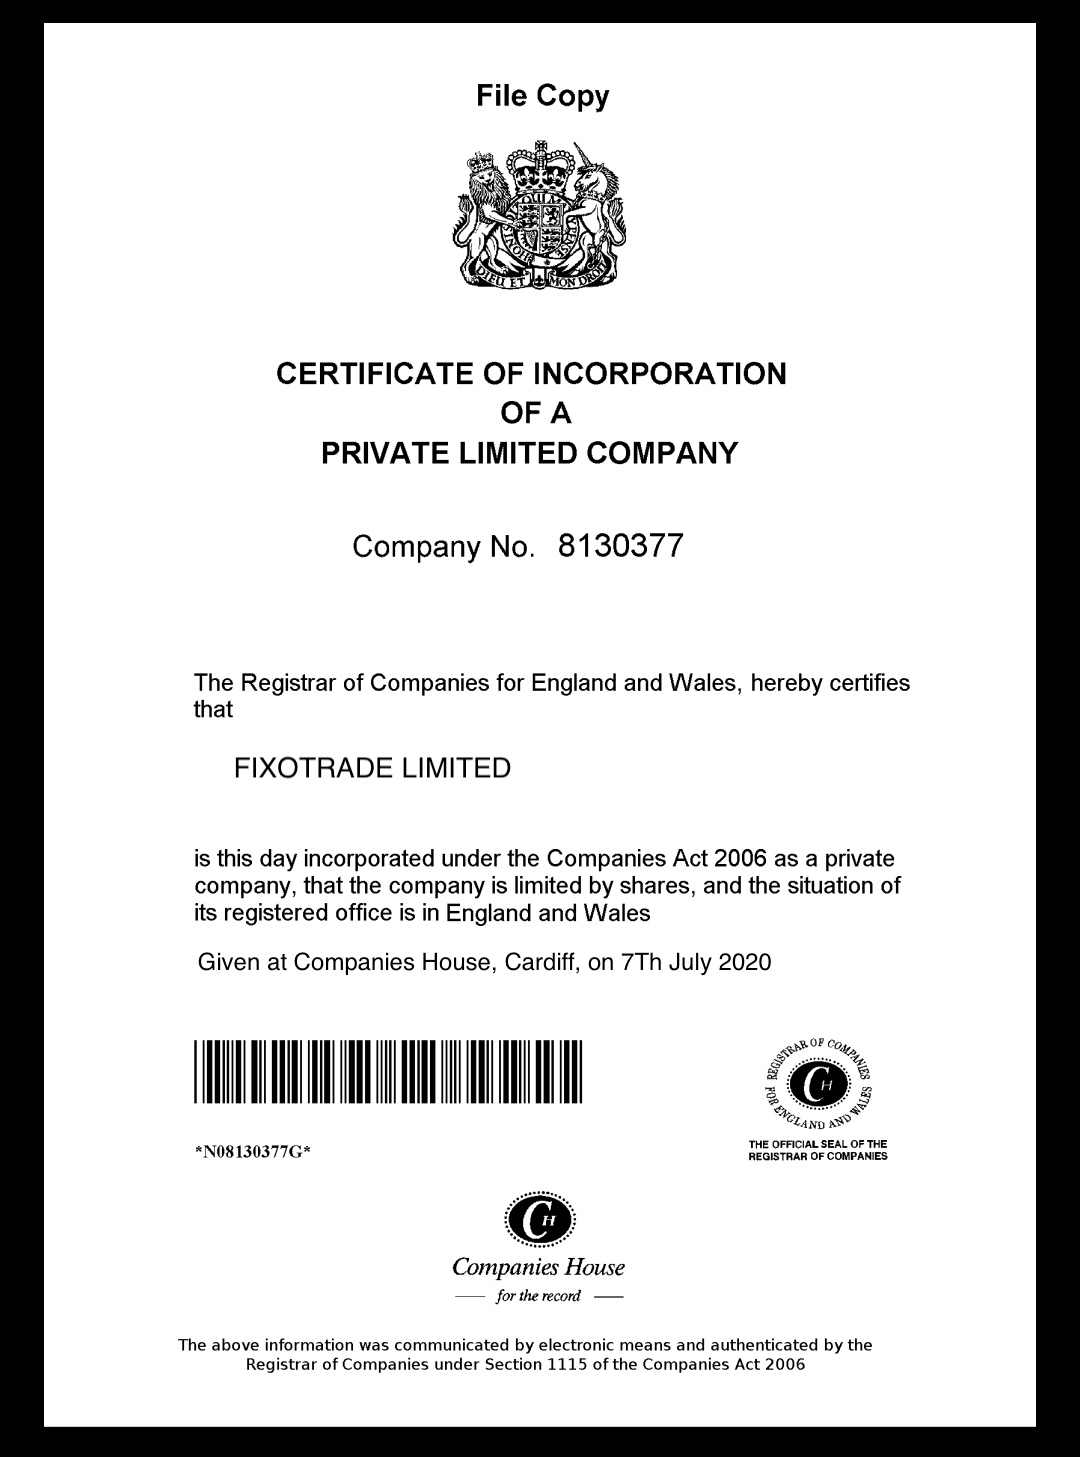 File Copy
DIEU ET MON DROIT
CERTIFICATE OF INCORPORATION
OF A
PRIVATE LIMITED COMPANY
Company No. 8130377
The Registrar of Companies for England and Wales, hereby certifies
that
FIXOTRADE LIMITED
is this day incorporated under the Companies Act 2006 as a private
company, that the company is limited by shares, and the situation of
its registered office is in England and Wales
Given at Companies House, Cardiff, on 7Th July 2020
*N08130377G*
REGISTRAR OF COMPANIES
FOR ENGLAND AND WALES
CH
THE OFFICIAL SEAL OF THE
REGISTRAR OF COMPANIES
CH
Companies House
for the record
The above information was communicated by electronic means and authenticated by the
Registrar of Companies under Section 1115 of the Companies Act 2006